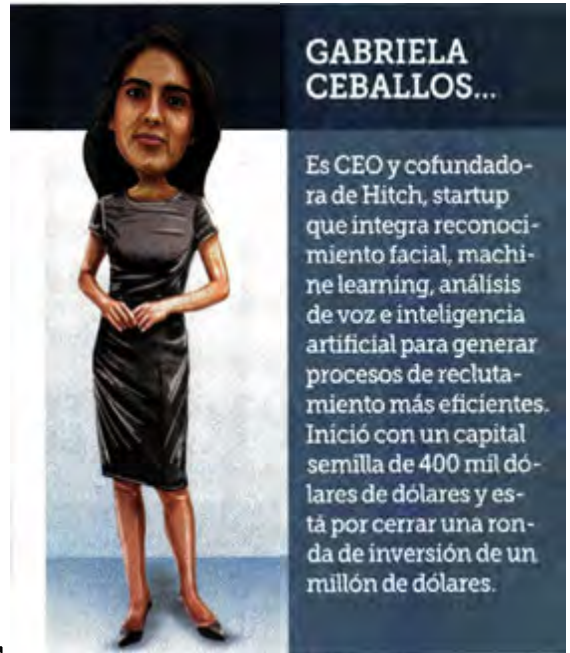 GABRIELA
CEBALLOS...
Es CEO y cofundado-
ra de Hitch, startup
que integra reconoci-
miento facial, machi-
ne learning, análisis
de voz e inteligencia
artificial para generar
procesos de recluta-
miento más eficientes.
Inició con un capital
semilla de 400 mil dó-
lares de dólares y es-
tá por cerrar una ron-
da de inversión de un
millón de dólares.